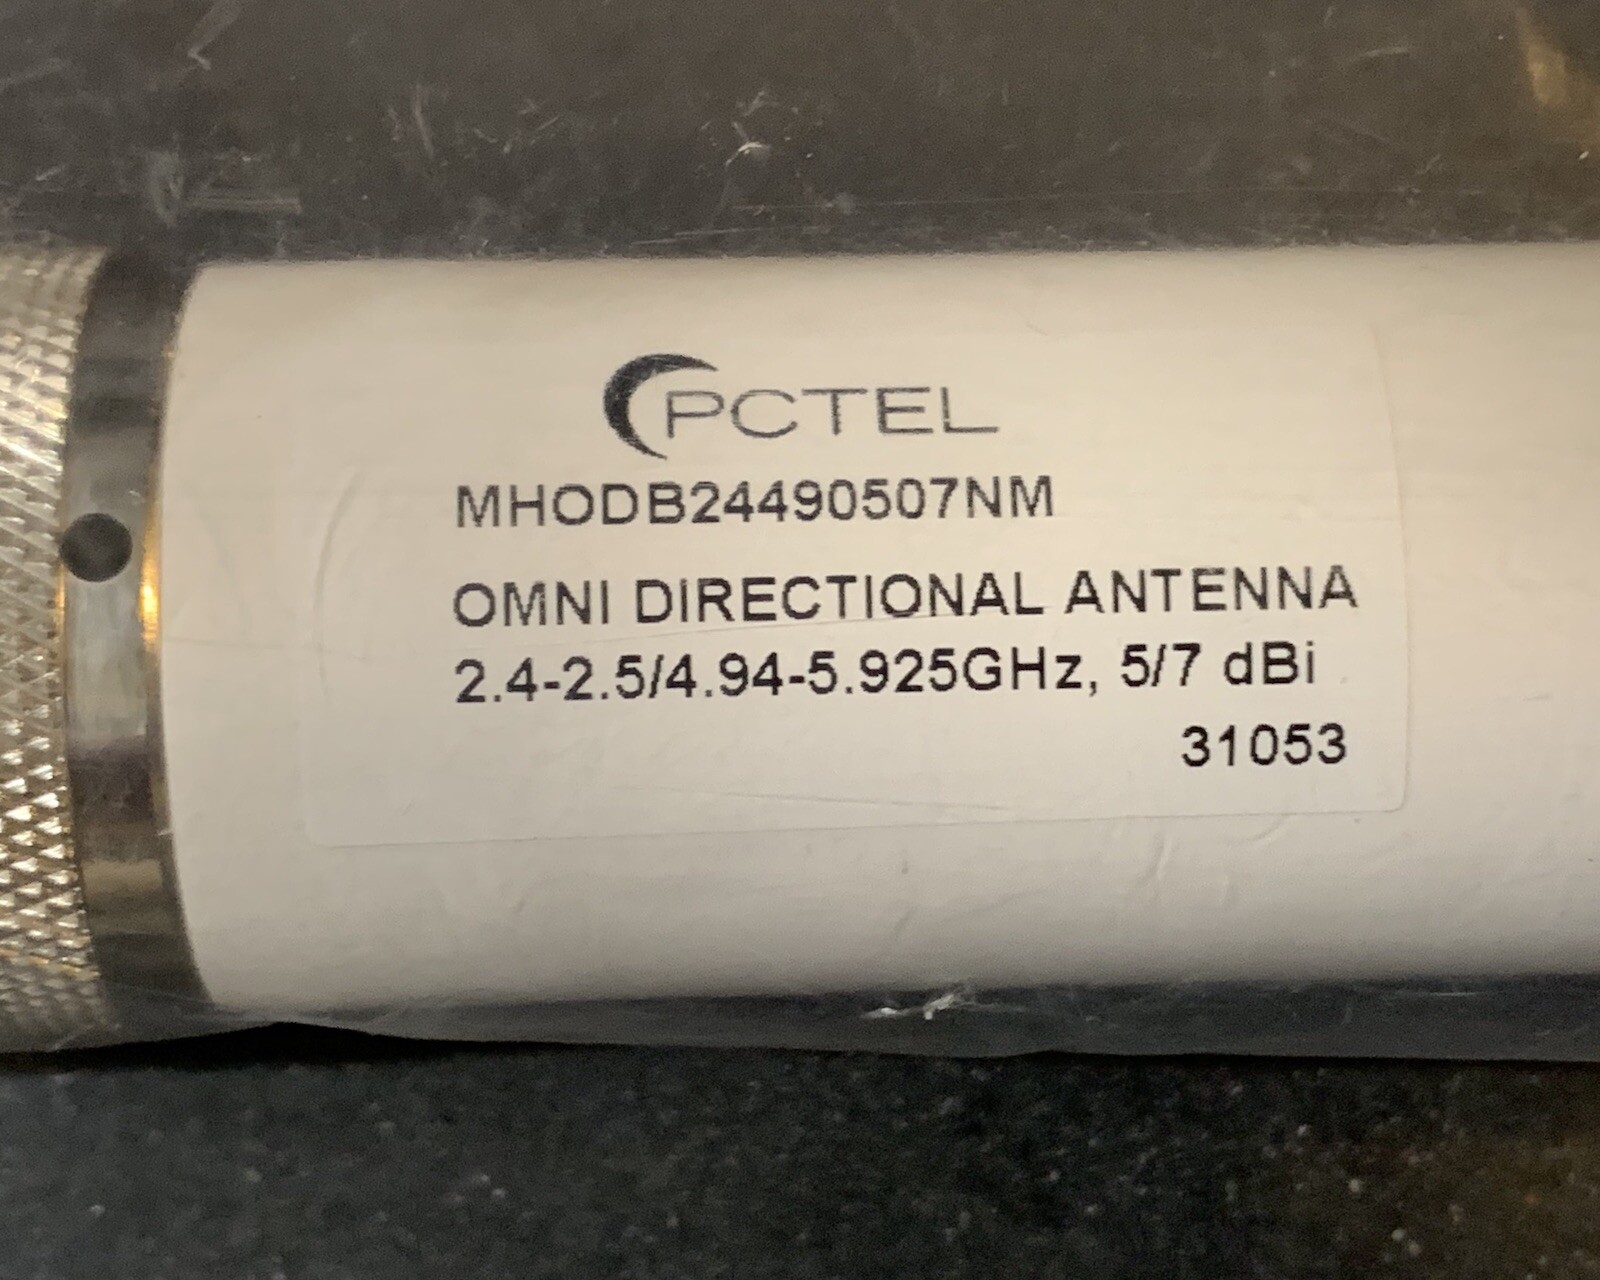 PCTEL
MHODB24490507NM
OMNI DIRECTIONAL ANTENNA
2.4-2.5/4.94-5.925GHz, 5/7 dBi
31053